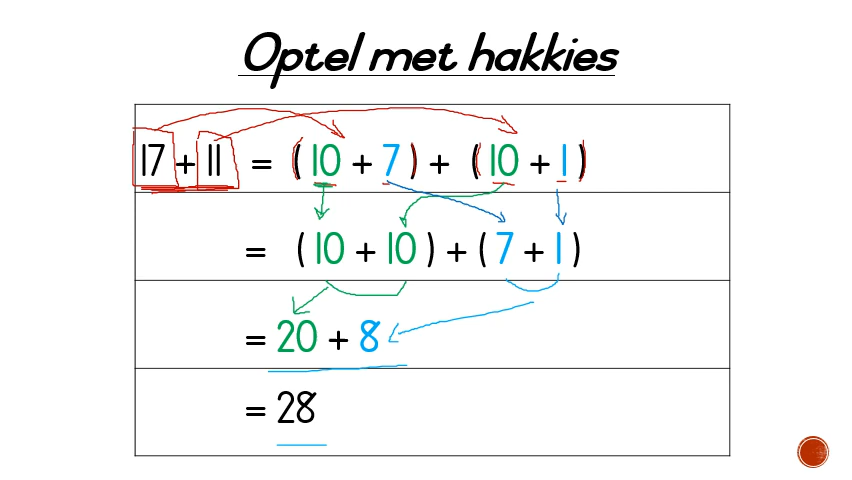 Optel met hakkies
17 + 11 = ( 10 + 7 ) + ( 10 + 1 )
= ( 10 + 10 ) + ( 7 + 1 )
= 20 + 8
= 28